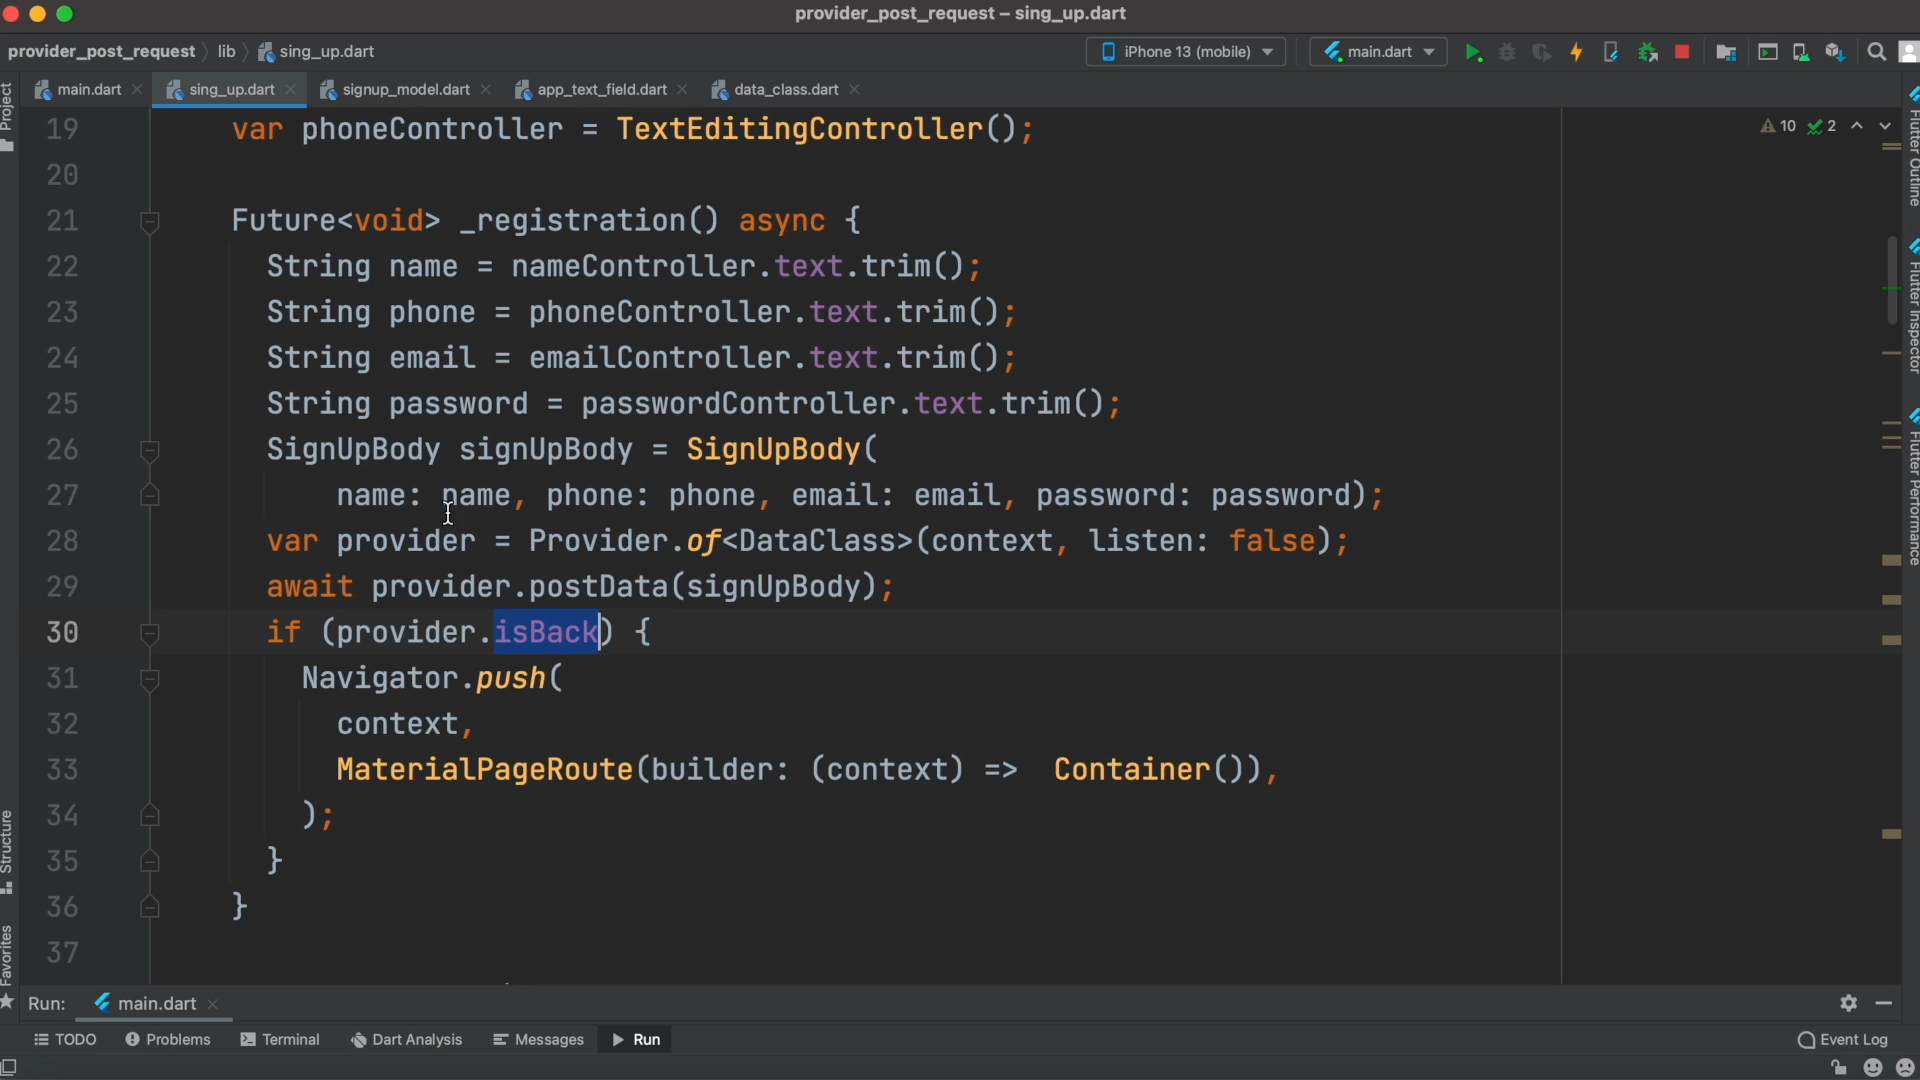 provider_post_request – sing_up.dart
provider_post_request lib sing_up.dart iPhone 13 (mobile) main.dart
main.dart sing_up.dart signup_model.dart app_text_field.dart data_class.dart
Project
10 2
Flutter Outline
Flutter Inspector
Flutter Performance
19 var phoneController = TextEditingController();
20
21 Future<void> _registration() async {
22 String name = nameController.text.trim();
23 String phone = phoneController.text.trim();
24 String email = emailController.text.trim();
25 String password = passwordController.text.trim();
26 SignUpBody signUpBody = SignUpBody(
27 name: name, phone: phone, email: email, password: password);
28 var provider = Provider.of<DataClass>(context, listen: false);
29 await provider.postData(signUpBody);
30 if (provider.isBack) {
31 Navigator.push(
32 context,
33 MaterialPageRoute(builder: (context) => Container()),
34 );
35 }
36 }
37
Structure
Favorites
Run: main.dart
TODO Problems Terminal Dart Analysis Messages Run Event Log